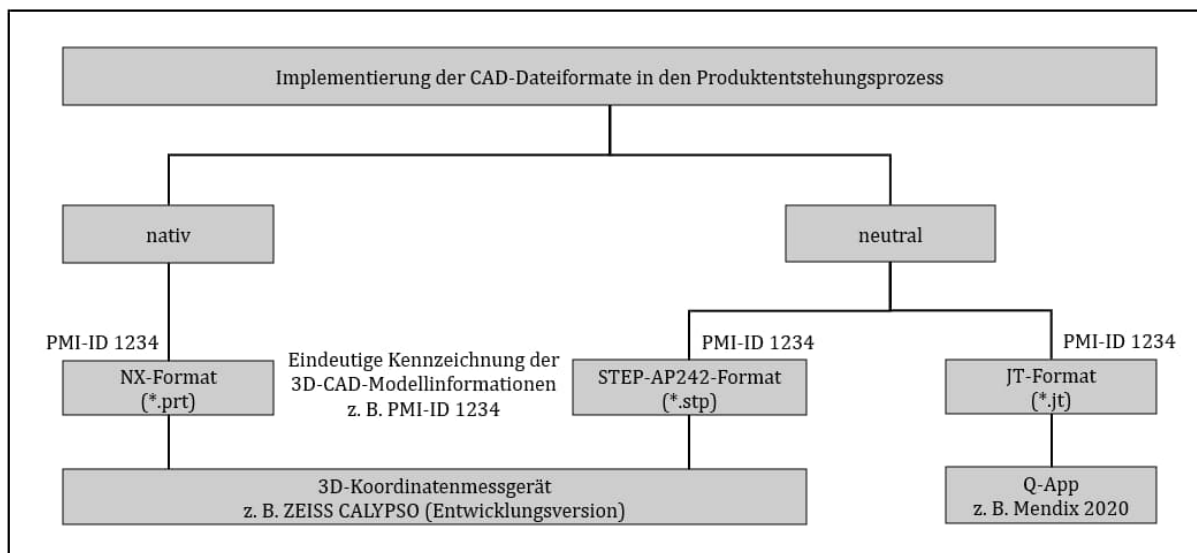 Implementierung der CAD-Dateiformate in den Produktentstehungsprozess
nativ
neutral
PMI-ID 1234
PMI-ID 1234
PMI-ID 1234
NX-Format
(*.prt)
Eindeutige Kennzeichnung der
3D-CAD-Modellinformationen
z. B. PMI-ID 1234
STEP-AP242-Format
(*.stp)
JT-Format
(*.jt)
3D-Koordinatenmessgerät
z. B. ZEISS CALYPSO (Entwicklungsversion)
Q-App
z. B. Mendix 2020